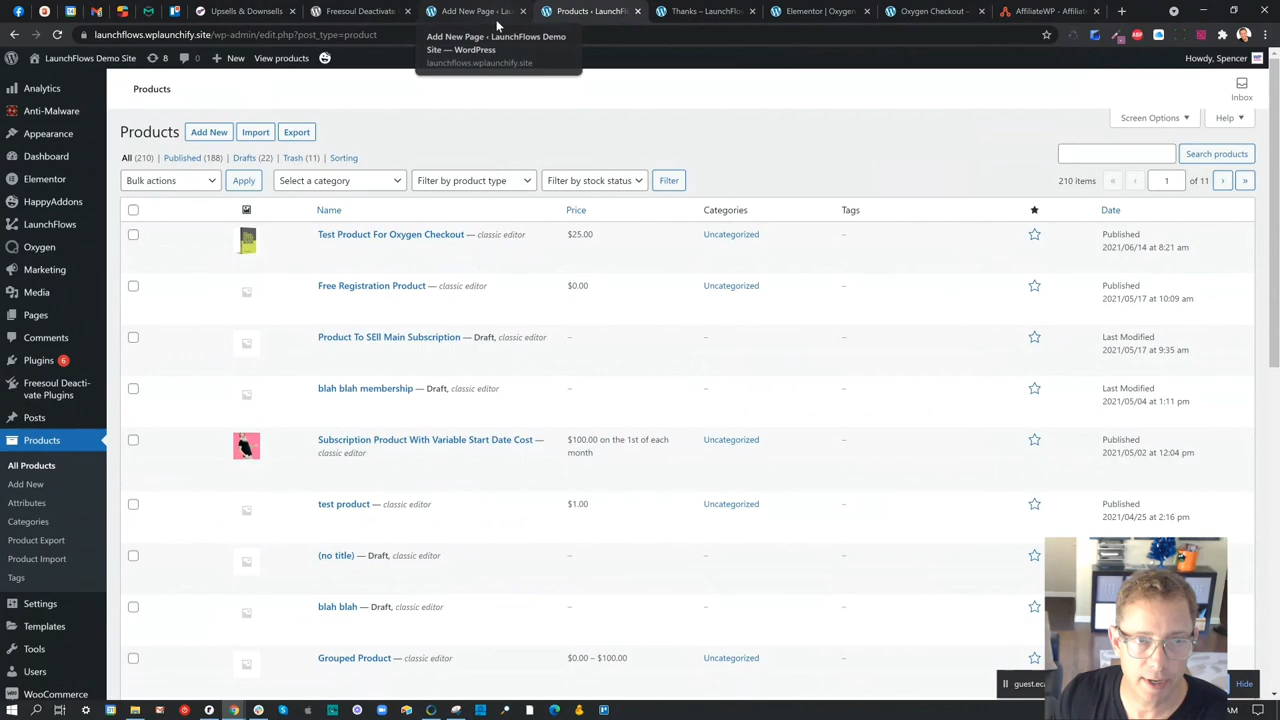 Upsells & Downsells
Freesoul Deactivat
Add New Page ‹ Lau
Products ‹ LaunchFl
Thanks – LaunchFlows
Elementor | Oxygen
Oxygen Checkout –
AffiliateWP - Affiliate
launchflows.wplaunchify.site/wp-admin/edit.php?post_type=product
Add New Page ‹ LaunchFlows Demo
Site — WordPress
launchflows.wplaunchify.site
LaunchFlows Demo Site
8
0
New
View products
Howdy, Spencer
Analytics
Anti-Malware
Appearance
Dashboard
Elementor
HappyAddons
LaunchFlows
Oxygen
Marketing
Media
Pages
Comments
Plugins 6
Freesoul Deacti-
vate Plugins
Posts
Products
All Products
Add New
Attributes
Categories
Product Export
Product Import
Tags
Settings
Templates
Tools
Users
WooCommerce
Products
Inbox
Screen Options
Help
Products
Add New
Import
Export
All (210) | Published (188) | Drafts (22) | Trash (11) | Sorting
Search products
Bulk actions
Apply
Select a category
Filter by product type
Filter by stock status
Filter
210 items
«
‹
1
of 11
›
»
Name
Price
Categories
Tags
Date
Test Product For Oxygen Checkout — classic editor
$25.00
Uncategorized
–
Published
2021/06/14 at 8:21 am
Free Registration Product — classic editor
$0.00
Uncategorized
–
Published
2021/05/17 at 10:09 am
Product To SEll Main Subscription — Draft, classic editor
–
–
–
Last Modified
2021/05/17 at 9:35 am
blah blah membership — Draft, classic editor
–
–
–
Last Modified
2021/05/04 at 1:11 pm
Subscription Product With Variable Start Date Cost —
classic editor
$100.00 on the 1st of each
month
Uncategorized
–
Published
2021/05/02 at 12:04 pm
test product — classic editor
$1.00
Uncategorized
–
Published
2021/04/25 at 2:16 pm
(no title) — Draft, classic editor
–
–
–
blah blah — Draft, classic editor
–
–
–
Grouped Product — classic editor
$0.00 – $100.00
Uncategorized
–
Hide